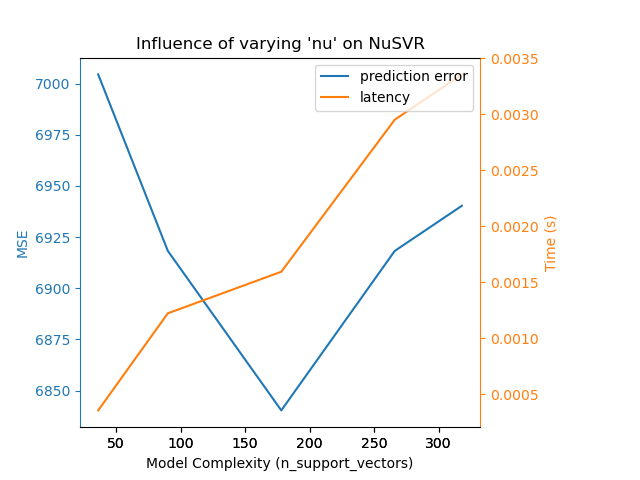 Influence of varying 'nu' on NuSVR
prediction error
latency
7000
6975
6950
6925
6900
6875
6850
MSE
0.0035
0.0030
0.0025
0.0020
0.0015
0.0010
0.0005
Time (s)
50 100 150 200 250 300
Model Complexity (n_support_vectors)